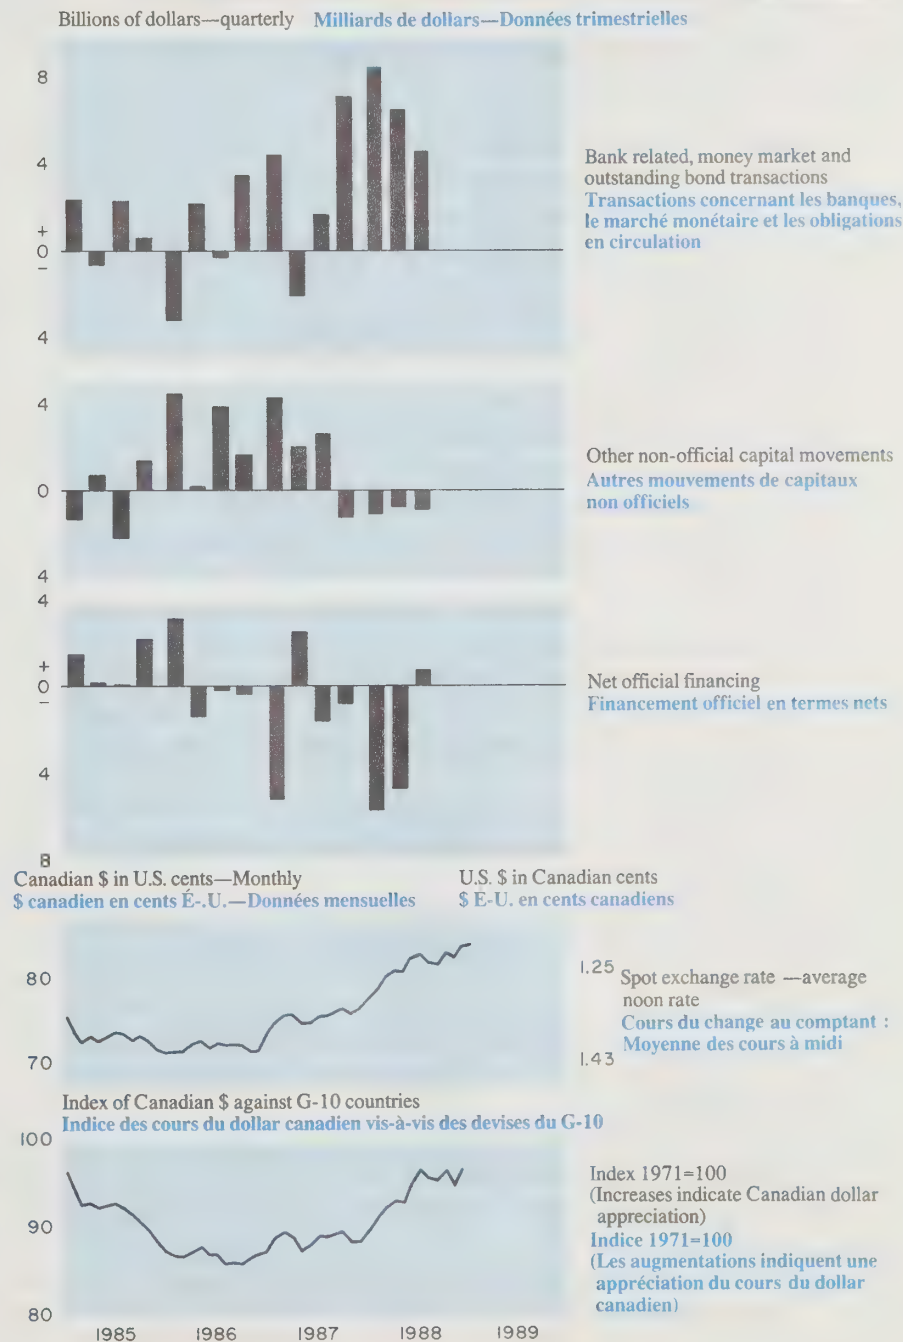 Billions of dollars—quarterly Milliards de dollars—Données trimestrielles
8
4
+
0
−
4
Bank related, money market and
outstanding bond transactions
Transactions concernant les banques,
le marché monétaire et les obligations
en circulation
4
0
4
Other non-official capital movements
Autres mouvements de capitaux
non officiels
4
+
0
−
4
8
Net official financing
Financement officiel en termes nets
Canadian $ in U.S. cents—Monthly
$ canadien en cents É-.U.—Données mensuelles
U.S. $ in Canadian cents
$ É-U. en cents canadiens
80
70
1.25
1.43
Spot exchange rate —average
noon rate
Cours du change au comptant :
Moyenne des cours à midi
Index of Canadian $ against G-10 countries
Indice des cours du dollar canadien vis-à-vis des devises du G-10
100
90
80
Index 1971=100
(Increases indicate Canadian dollar
appreciation)
Indice 1971=100
(Les augmentations indiquent une
appréciation du cours du dollar
canadien)
1985 1986 1987 1988 1989